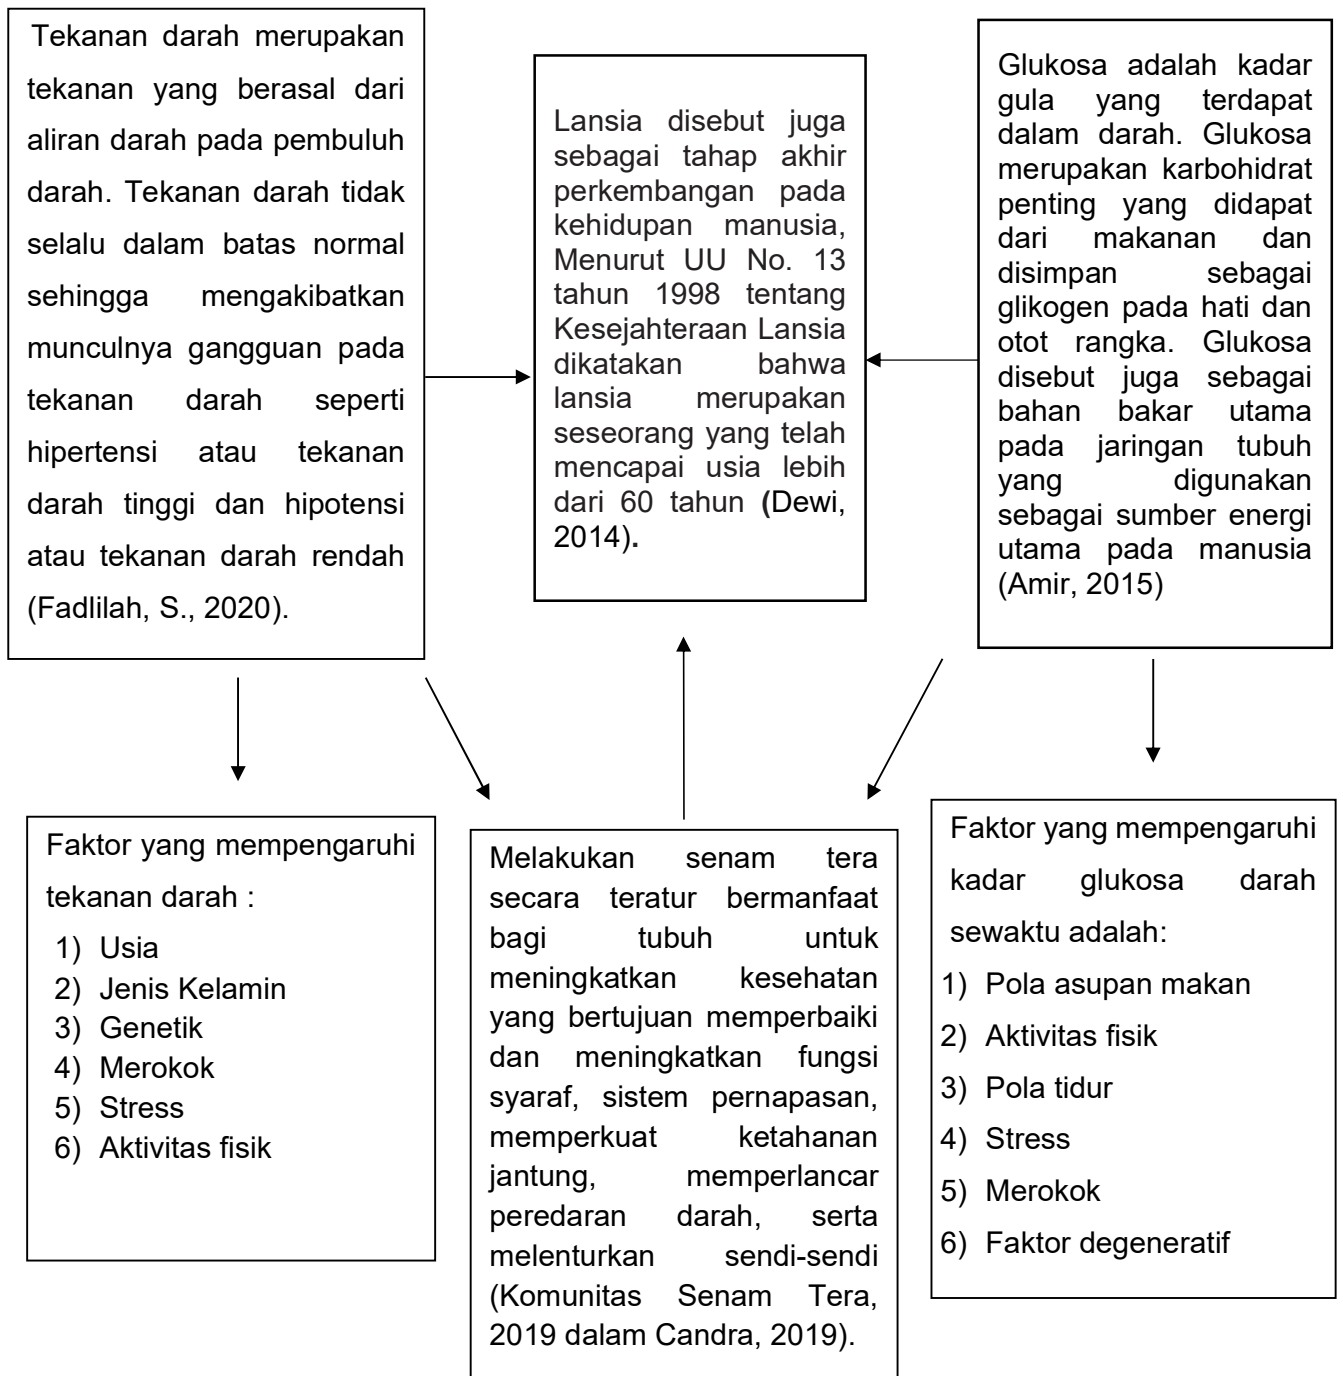 Tekanan darah merupakan
tekanan yang berasal dari
aliran darah pada pembuluh
darah. Tekanan darah tidak
selalu dalam batas normal
sehingga mengakibatkan
munculnya gangguan pada
tekanan darah seperti
hipertensi atau tekanan
darah tinggi dan hipotensi
atau tekanan darah rendah
(Fadlilah, S., 2020).
Lansia disebut juga
sebagai tahap akhir
perkembangan pada
kehidupan manusia,
Menurut UU No. 13
tahun 1998 tentang
Kesejahteraan Lansia
dikatakan bahwa
lansia merupakan
seseorang yang telah
mencapai usia lebih
dari 60 tahun (Dewi,
2014).
Glukosa adalah kadar
gula yang terdapat
dalam darah. Glukosa
merupakan karbohidrat
penting yang didapat
dari makanan dan
disimpan sebagai
glikogen pada hati dan
otot rangka. Glukosa
disebut juga sebagai
bahan bakar utama
pada jaringan tubuh
yang digunakan
sebagai sumber energi
utama pada manusia
(Amir, 2015)
Faktor yang mempengaruhi
tekanan darah :
1) Usia
2) Jenis Kelamin
3) Genetik
4) Merokok
5) Stress
6) Aktivitas fisik
Melakukan senam tera
secara teratur bermanfaat
bagi tubuh untuk
meningkatkan kesehatan
yang bertujuan memperbaiki
dan meningkatkan fungsi
syaraf, sistem pernapasan,
memperkuat ketahanan
jantung, memperlancar
peredaran darah, serta
melenturkan sendi-sendi
(Komunitas Senam Tera,
2019 dalam Candra, 2019).
Faktor yang mempengaruhi
kadar glukosa darah
sewaktu adalah:
1) Pola asupan makan
2) Aktivitas fisik
3) Pola tidur
4) Stress
5) Merokok
6) Faktor degeneratif